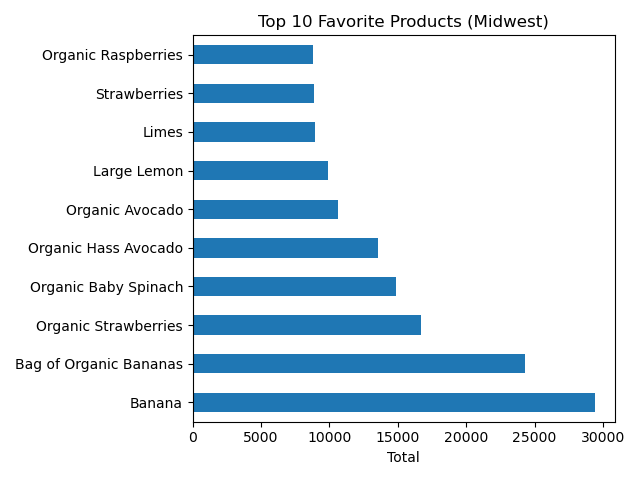 Top 10 Favorite Products (Midwest)
Organic Raspberries
Strawberries
Limes
Large Lemon
Organic Avocado
Organic Hass Avocado
Organic Baby Spinach
Organic Strawberries
Bag of Organic Bananas
Banana
0 5000 10000 15000 20000 25000 30000
Total